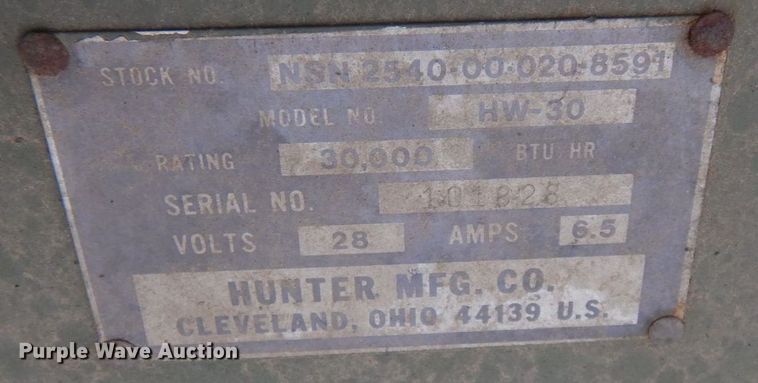 STOCK NO. NSN 2540-00-020-8591
MODEL NO. HW-30
RATING 30,000 BTU HR
SERIAL NO. 101828
VOLTS 28 AMPS 6.5
HUNTER MFG. CO.
CLEVELAND, OHIO 44139 U.S.
Purple Wave Auction